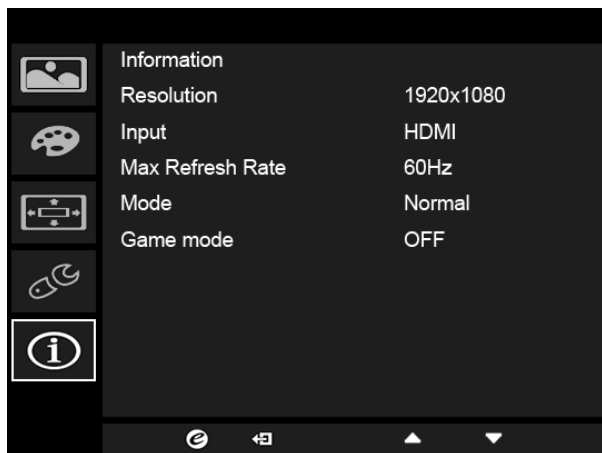 Information
Resolution 1920x1080
Input HDMI
Max Refresh Rate 60Hz
Mode Normal
Game mode OFF